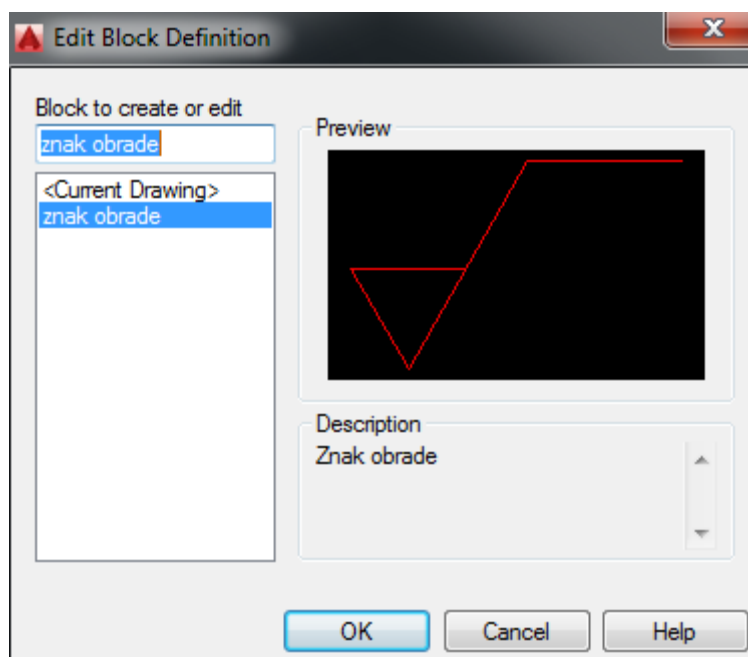 Edit Block Definition
X
Block to create or edit
znak obrade
<Current Drawing>
znak obrade
Preview
Description
Znak obrade
OK
Cancel
Help